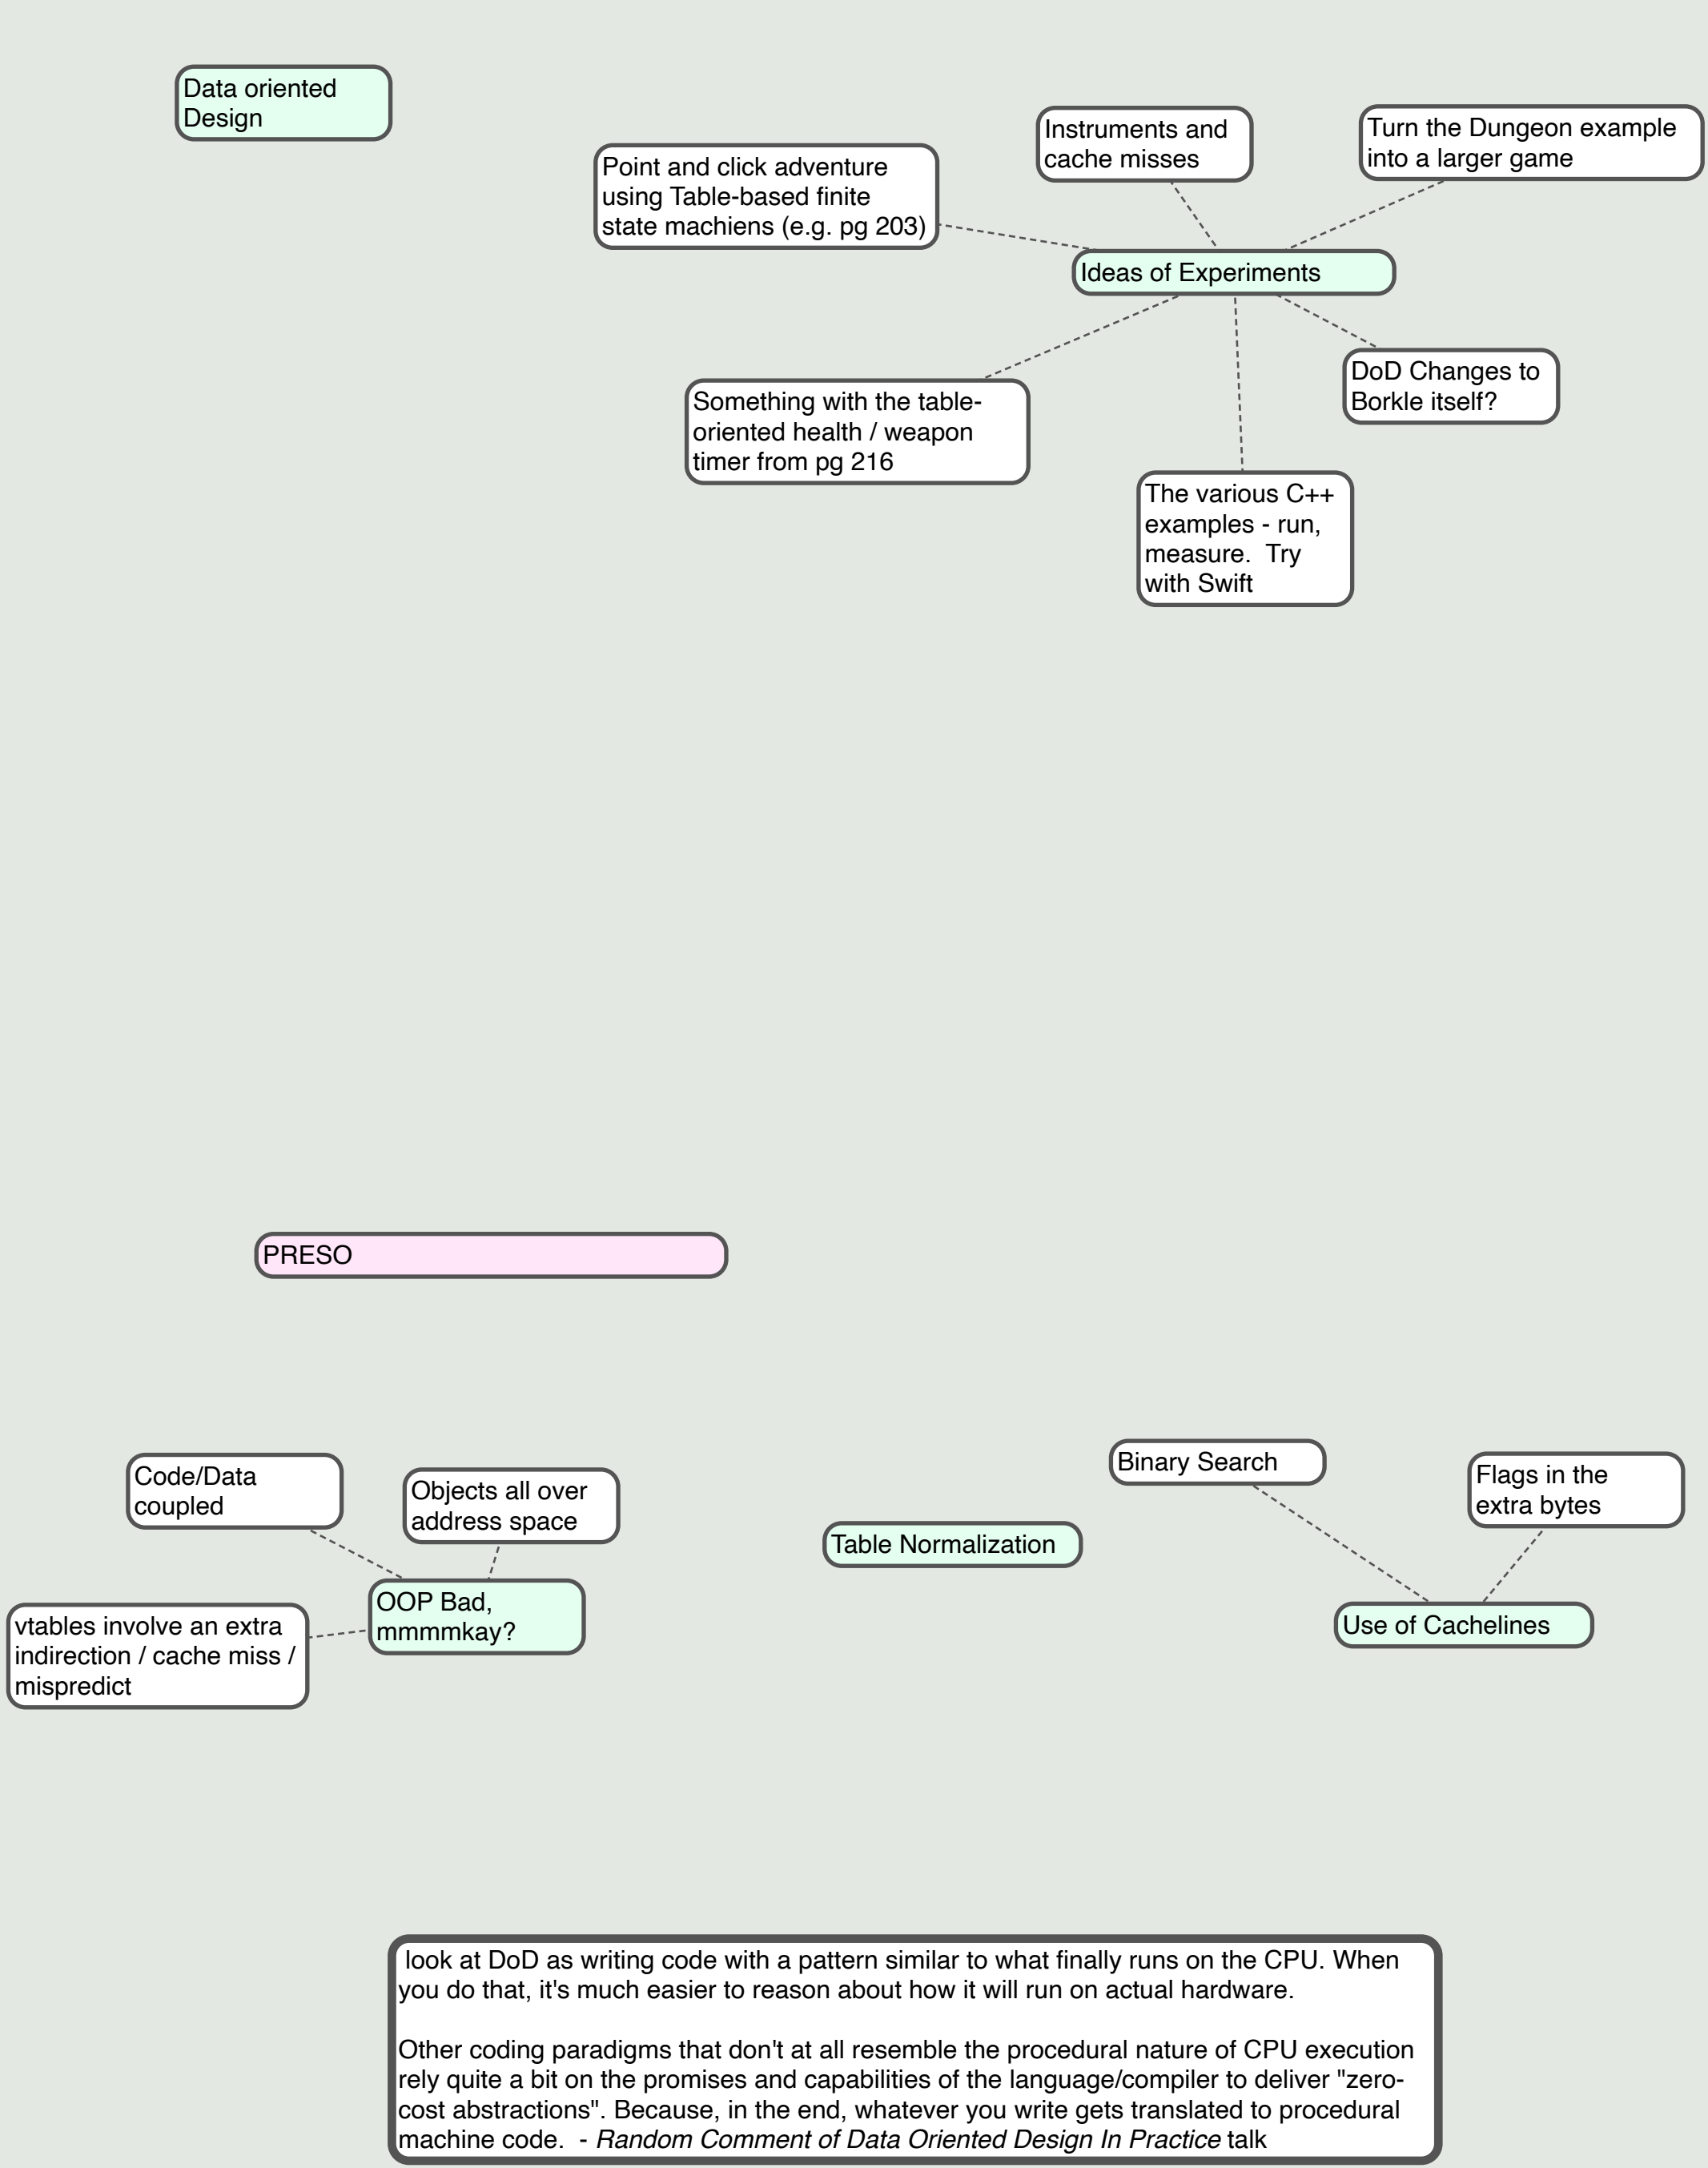 Data oriented
Design
Instruments and
cache misses
Turn the Dungeon example
into a larger game
Point and click adventure
using Table-based finite
state machiens (e.g. pg 203)
Ideas of Experiments
DoD Changes to
Borkle itself?
Something with the table-
oriented health / weapon
timer from pg 216
The various C++
examples - run,
measure.  Try
with Swift
PRESO
Code/Data
coupled
Objects all over
address space
Binary Search
Flags in the
extra bytes
Table Normalization
OOP Bad,
mmmmkay?
vtables involve an extra
indirection / cache miss /
mispredict
Use of Cachelines
look at DoD as writing code with a pattern similar to what finally runs on the CPU. When
you do that, it's much easier to reason about how it will run on actual hardware.
Other coding paradigms that don't at all resemble the procedural nature of CPU execution
rely quite a bit on the promises and capabilities of the language/compiler to deliver "zero-
cost abstractions". Because, in the end, whatever you write gets translated to procedural
machine code.  - Random Comment of Data Oriented Design In Practice talk